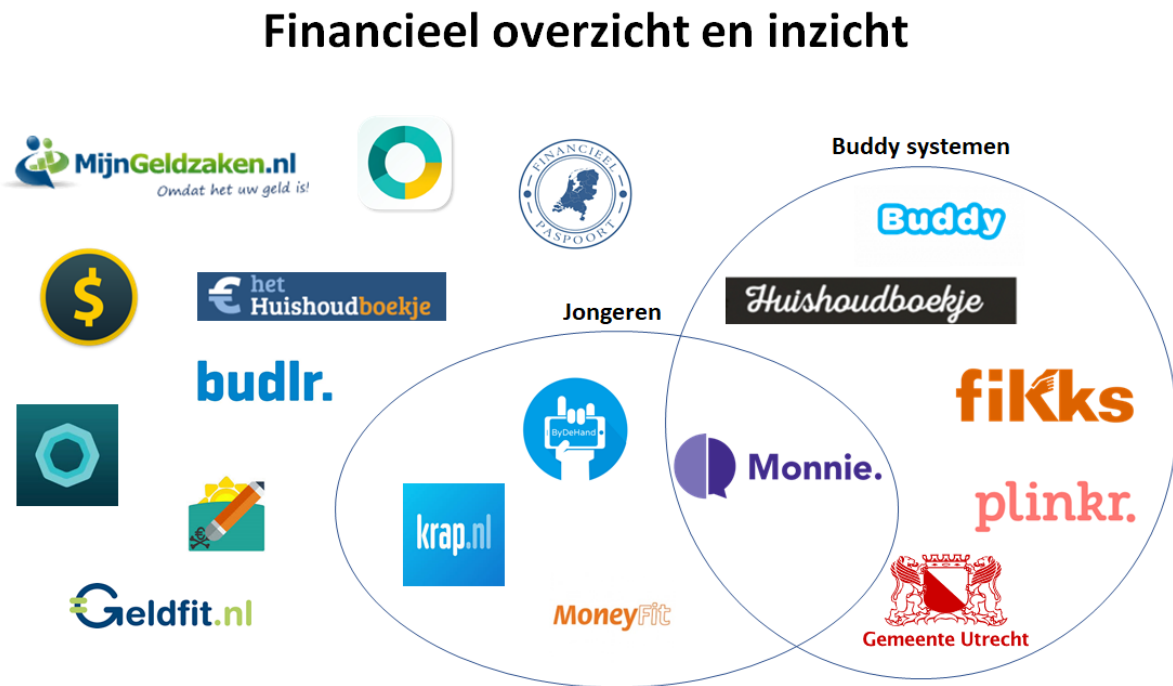 Financieel overzicht en inzicht
MijnGeldzaken.nl
Omdat het uw geld is!
FINANCIEEL
PASPOORT
Buddy systemen
Buddy
$
€ het
Huishoudboekje
Huishoudboekje
Jongeren
budlr.
fikks
ByDeHand
Monnie.
krap.nl
plinkr.
€
Geldfit.nl
MoneyFit
Gemeente Utrecht